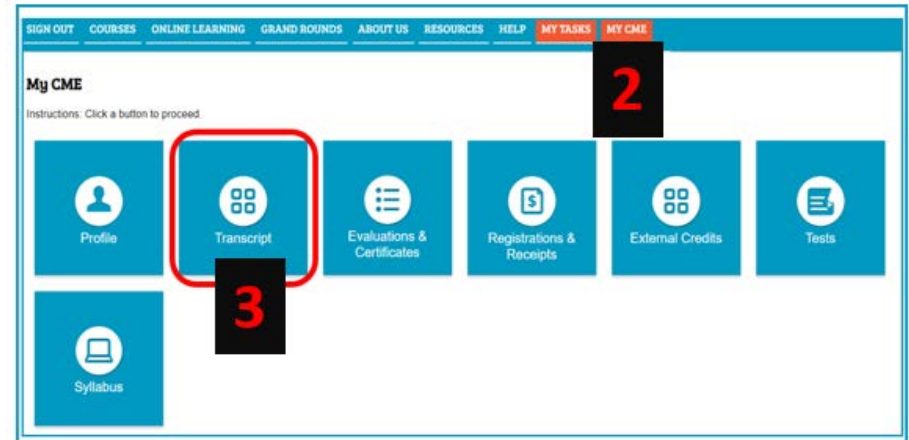 SIGN OUT COURSES ONLINE LEARNING GRAND ROUNDS ABOUT US RESOURCES HELP MY TASKS MY CME
2
My CME
Instructions: Click a button to proceed.
Profile
Transcript
Evaluations &
Certificates
Registrations &
Receipts
External Credits
Tests
3
Syllabus